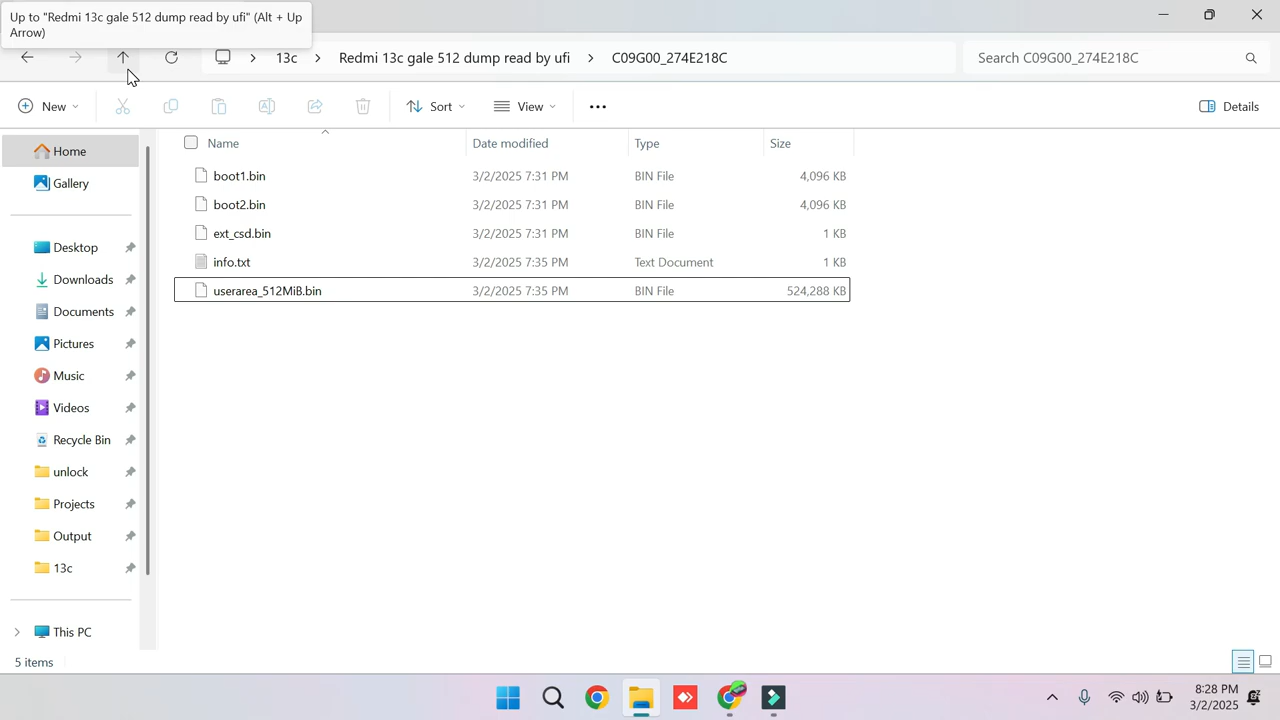 Up to "Redmi 13c gale 512 dump read by ufi" (Alt + Up
Arrow)
13c
Redmi 13c gale 512 dump read by ufi
C09G00_274E218C
Search C09G00_274E218C
New
Sort
View
Details
Name
Date modified
Type
Size
boot1.bin 3/2/2025 7:31 PM BIN File 4,096 KB
boot2.bin 3/2/2025 7:31 PM BIN File 4,096 KB
ext_csd.bin 3/2/2025 7:31 PM BIN File 1 KB
info.txt 3/2/2025 7:35 PM Text Document 1 KB
userarea_512MiB.bin 3/2/2025 7:35 PM BIN File 524,288 KB
Home
Gallery
Desktop
Downloads
Documents
Pictures
Music
Videos
Recycle Bin
unlock
Projects
Output
13c
This PC
5 items
8:28 PM
3/2/2025